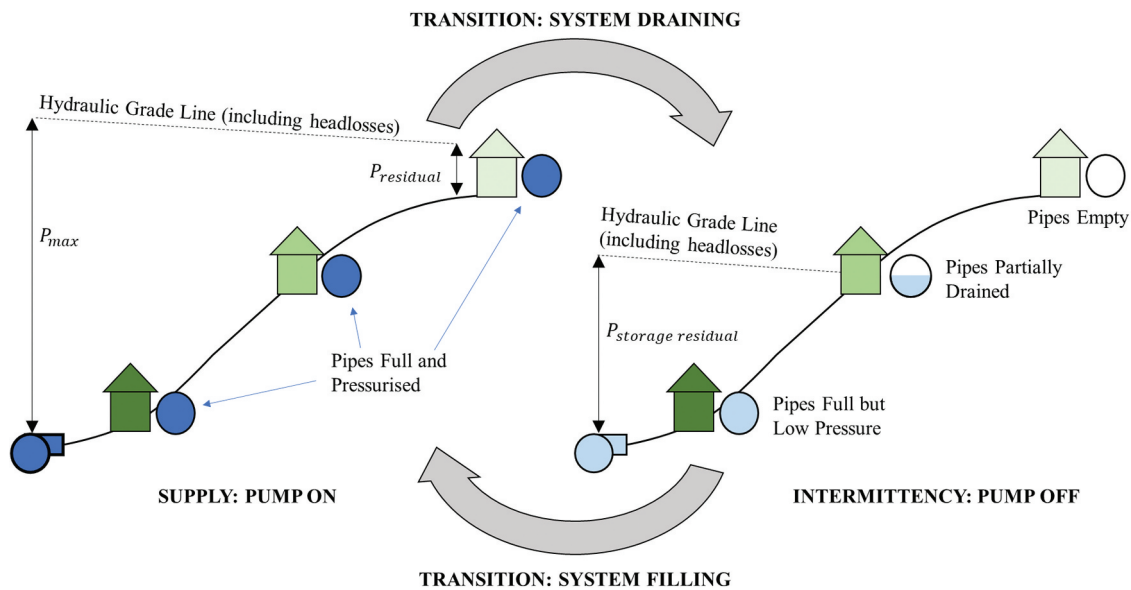 TRANSITION: SYSTEM DRAINING
Hydraulic Grade Line (including headlosses)
P_residual
P_max
Pipes Full and
Pressurised
SUPPLY: PUMP ON
Hydraulic Grade Line
(including headlosses)
Pipes Empty
Pipes Partially
Drained
P_storage residual
Pipes Full but
Low Pressure
INTERMITTENCY: PUMP OFF
TRANSITION: SYSTEM FILLING